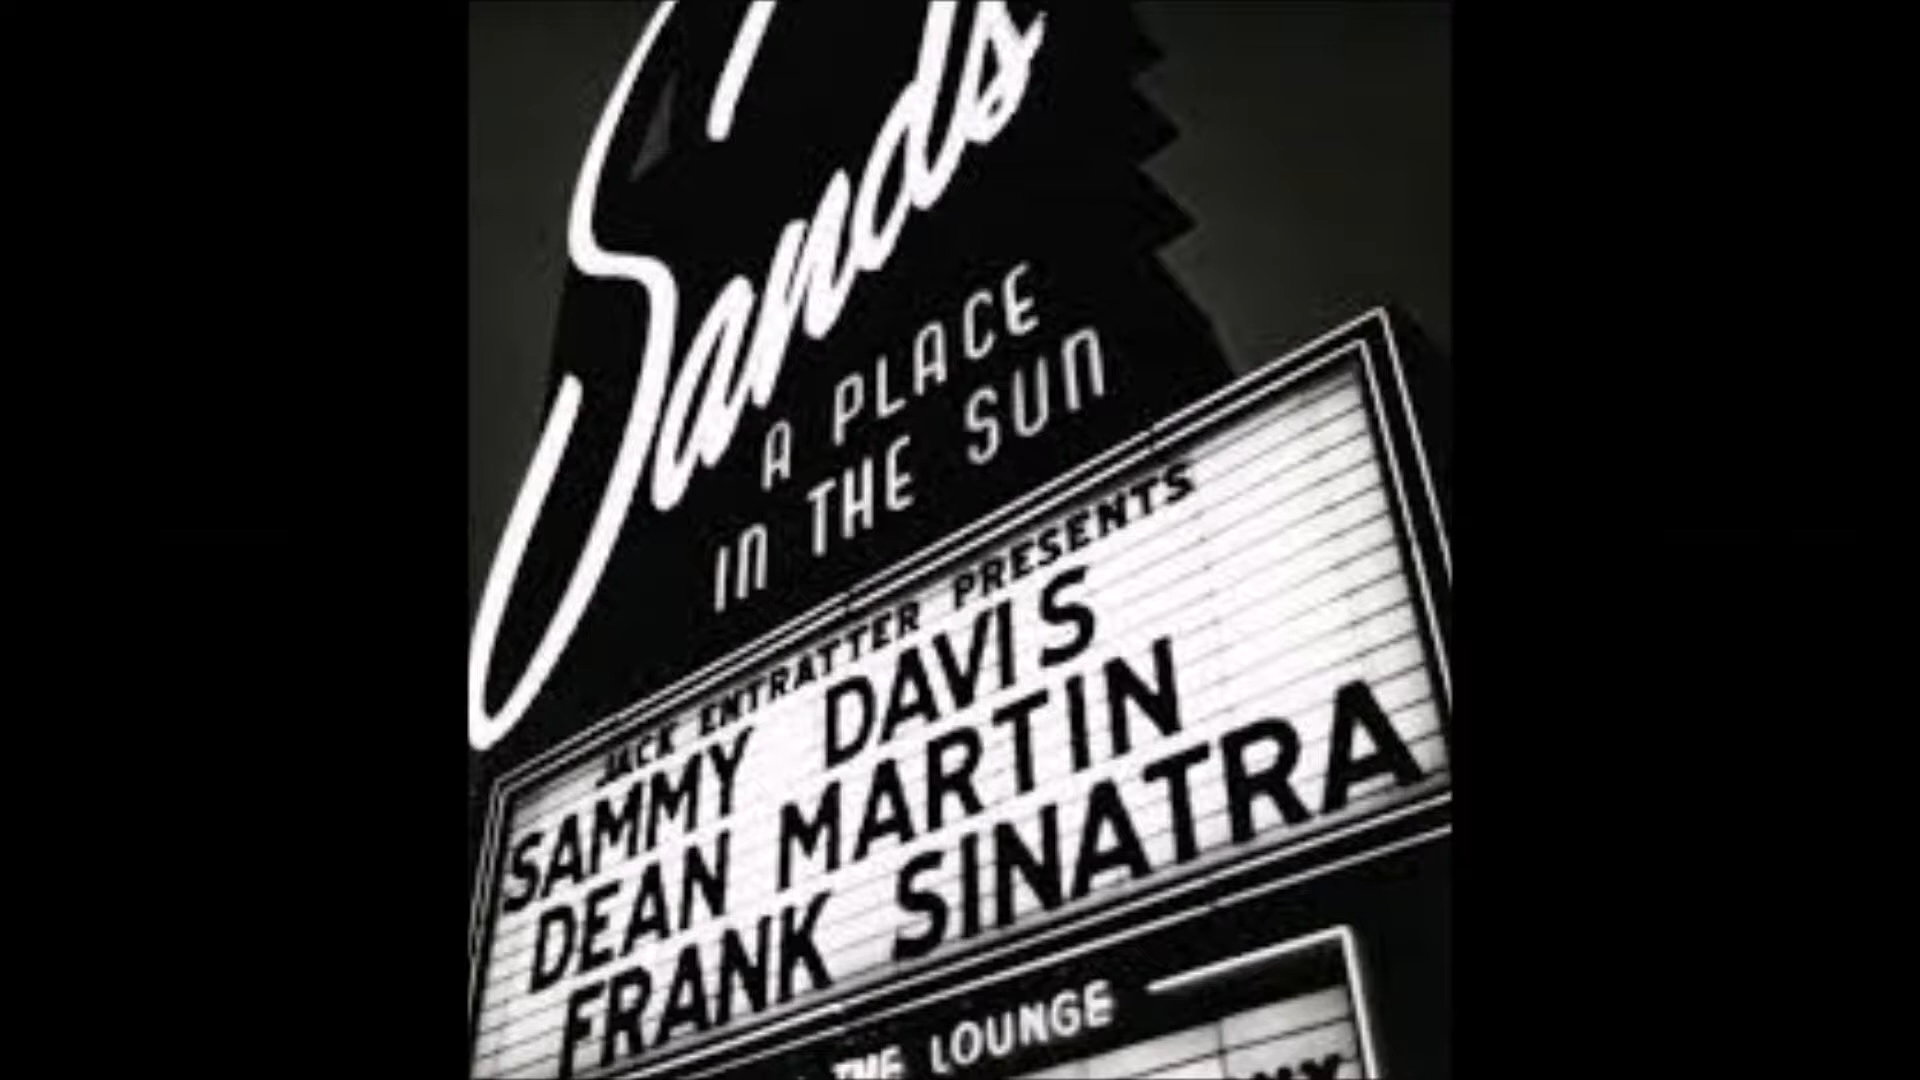 Sands
A PLACE
IN THE SUN
JACK ENTRATTER PRESENTS
SAMMY DAVIS
DEAN MARTIN
FRANK SINATRA
THE LOUNGE